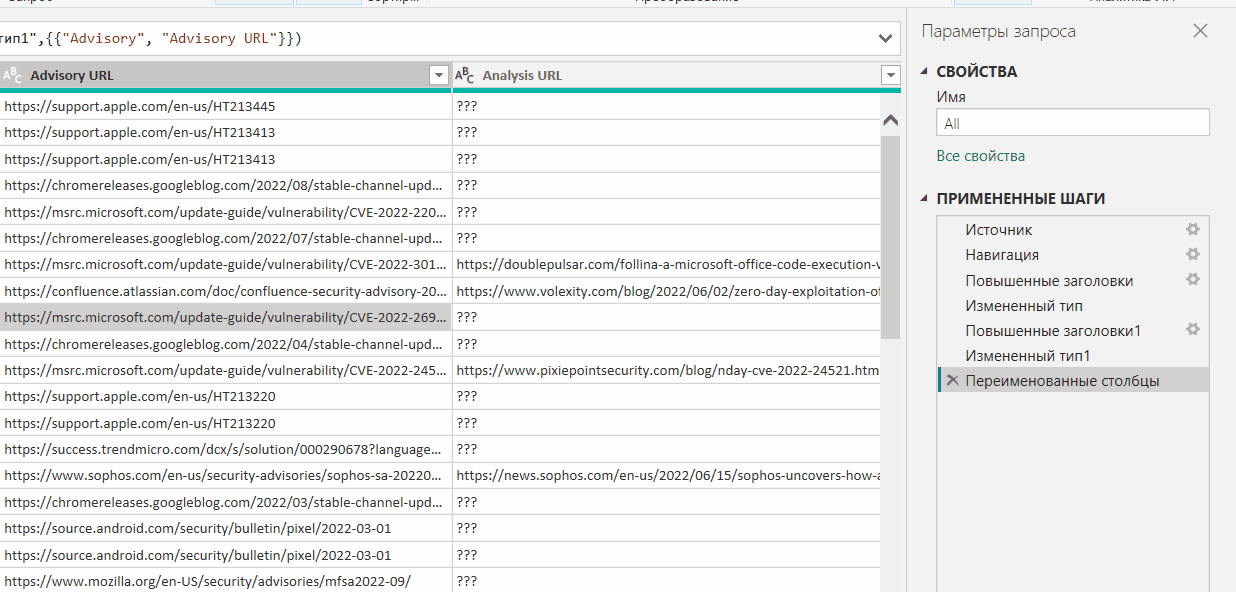 тип1",{{"Advisory", "Advisory URL"}})
Advisory URL
Analysis URL
https://support.apple.com/en-us/HT213445
???
https://support.apple.com/en-us/HT213413
???
https://support.apple.com/en-us/HT213413
???
https://chromereleases.googleblog.com/2022/08/stable-channel-upd...
???
https://msrc.microsoft.com/update-guide/vulnerability/CVE-2022-220...
???
https://chromereleases.googleblog.com/2022/07/stable-channel-upd...
???
https://msrc.microsoft.com/update-guide/vulnerability/CVE-2022-301...
https://doublepulsar.com/follina-a-microsoft-office-code-execution-v
https://confluence.atlassian.com/doc/confluence-security-advisory-20...
https://www.volexity.com/blog/2022/06/02/zero-day-exploitation-of
https://msrc.microsoft.com/update-guide/vulnerability/CVE-2022-269...
???
https://chromereleases.googleblog.com/2022/04/stable-channel-upd...
???
https://msrc.microsoft.com/update-guide/vulnerability/CVE-2022-245...
https://www.pixiepointsecurity.com/blog/nday-cve-2022-24521.htm
https://support.apple.com/en-us/HT213220
???
https://support.apple.com/en-us/HT213220
???
https://success.trendmicro.com/dcx/s/solution/000290678?language...
???
https://www.sophos.com/en-us/security-advisories/sophos-sa-20220...
https://news.sophos.com/en-us/2022/06/15/sophos-uncovers-how-a
https://chromereleases.googleblog.com/2022/03/stable-channel-upd...
???
https://source.android.com/security/bulletin/pixel/2022-03-01
???
https://source.android.com/security/bulletin/pixel/2022-03-01
???
https://www.mozilla.org/en-US/security/advisories/mfsa2022-09/
???
Параметры запроса
СВОЙСТВА
Имя
All
Все свойства
ПРИМЕНЕННЫЕ ШАГИ
Источник
Навигация
Повышенные заголовки
Измененный тип
Повышенные заголовки1
Измененный тип1
Переименованные столбцы